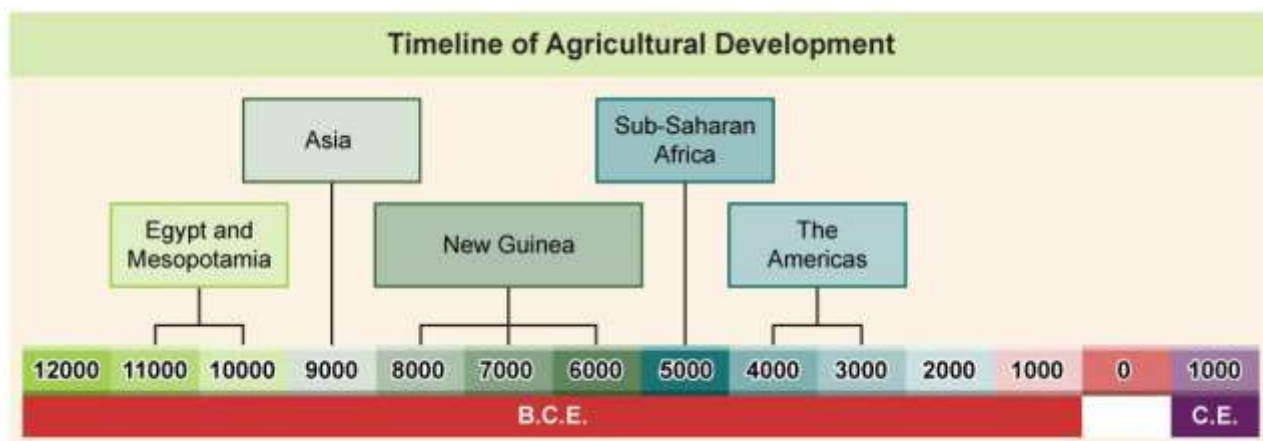 Timeline of Agricultural Development
Asia
Sub-Saharan
Africa
Egypt and
Mesopotamia
New Guinea
The
Americas
12000 11000 10000 9000 8000 7000 6000 5000 4000 3000 2000 1000 0 1000
B.C.E. C.E.